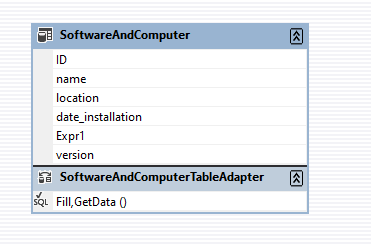 SoftwareAndComputer
ID
name
location
date_installation
Expr1
version
SoftwareAndComputerTableAdapter
SQL Fill,GetData ()